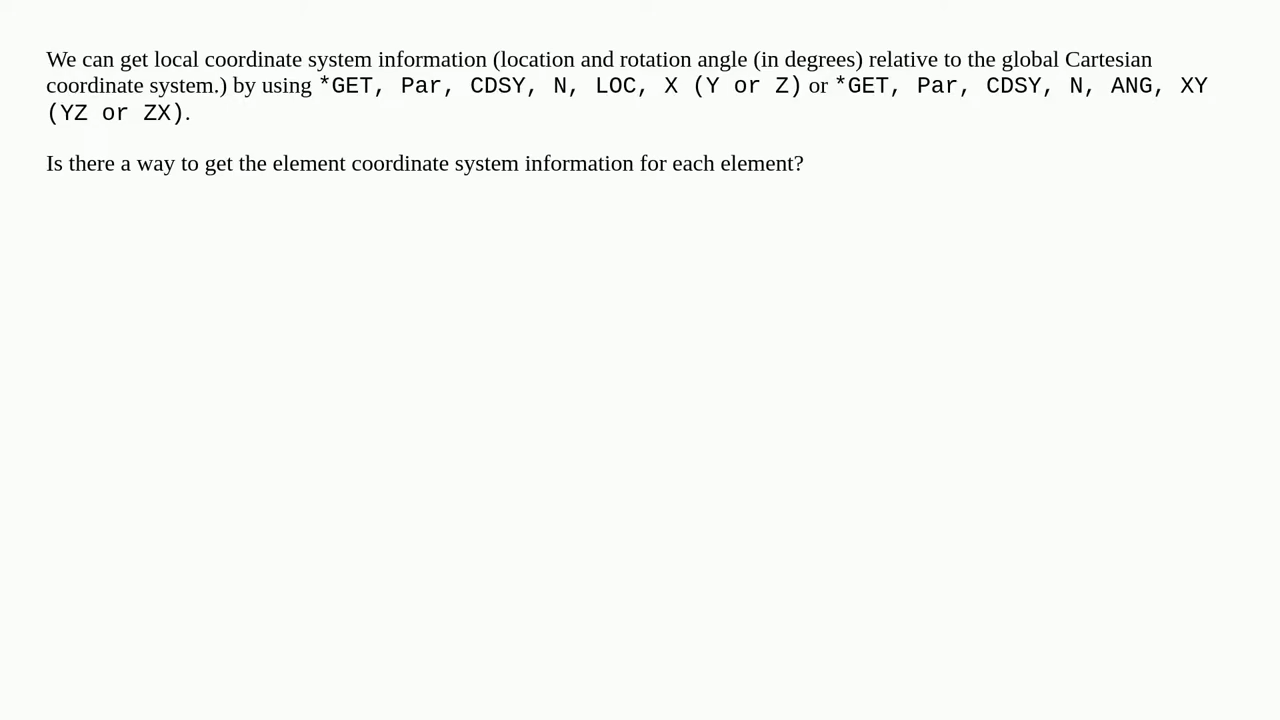 We can get local coordinate system information (location and rotation angle (in degrees) relative to the global Cartesian
coordinate system.) by using *GET, Par, CDSY, N, LOC, X (Y or Z) or *GET, Par, CDSY, N, ANG, XY
(YZ or ZX).
Is there a way to get the element coordinate system information for each element?